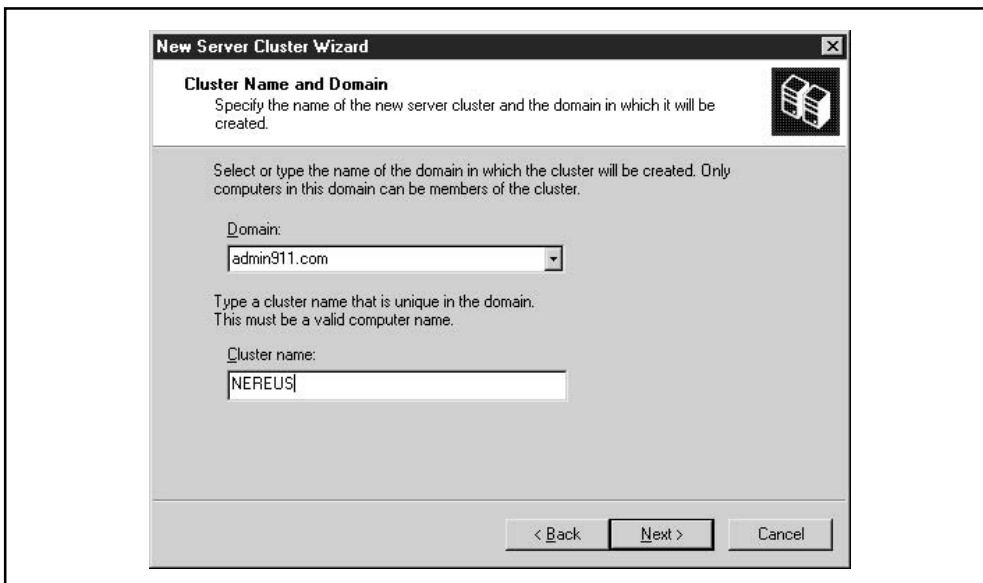 New Server Cluster Wizard
Cluster Name and Domain
Specify the name of the new server cluster and the domain in which it will be
created.
Select or type the name of the domain in which the cluster will be created. Only
computers in this domain can be members of the cluster.
Domain:
admin911.com
Type a cluster name that is unique in the domain.
This must be a valid computer name.
Cluster name:
NEREUS
< Back Next > Cancel